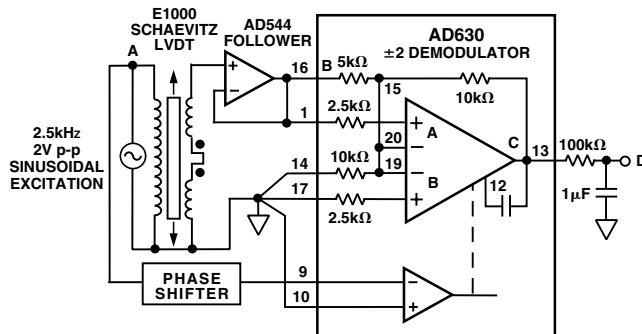 E1000
SCHAEVITZ
LVDT
AD544
FOLLOWER
AD630
±2 DEMODULATOR
A
16
B
5kΩ
15
10kΩ
1
2.5kΩ
A
20
19
B
C
13
100kΩ
D
12
1µF
14
10kΩ
17
2.5kΩ
2.5kHz
2V p-p
SINUSOIDAL
EXCITATION
PHASE
SHIFTER
9
10
+
–
+
–
–
+
–
+